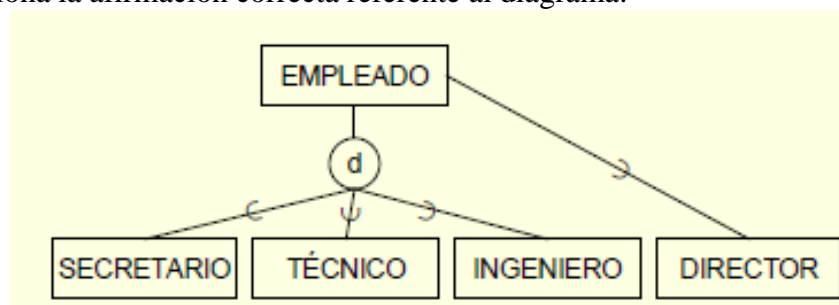 ona la afirmación correcta referente al diagrama:
EMPLEADO
d
SECRETARIO TÉCNICO INGENIERO DIRECTOR